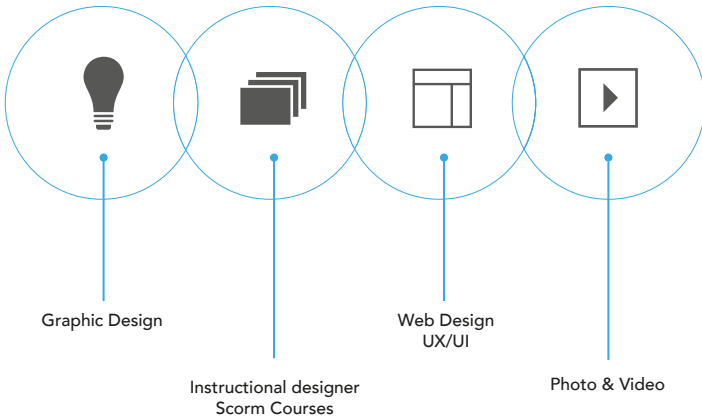 Graphic Design
Instructional designer
Scorm Courses
Web Design
UX/UI
Photo & Video